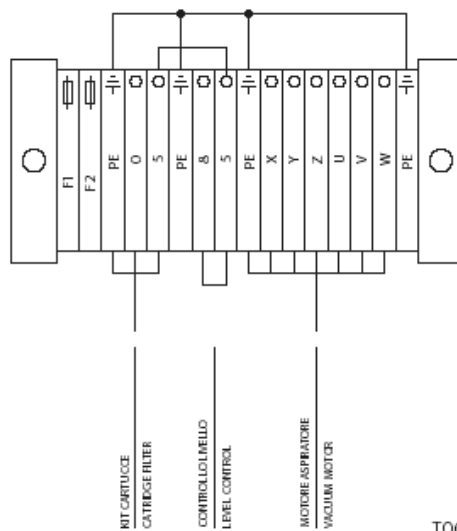 F1
F2
PE
0
5
PE
8
5
PE
X
Y
Z
U
V
W
PE
KIT CARTUCCE
CATRIDGE FILTER
CONTROLLO LIVELLO
LEVEL CONTROL
MOTORE ASPIRATORE
VACUUM MOTOR